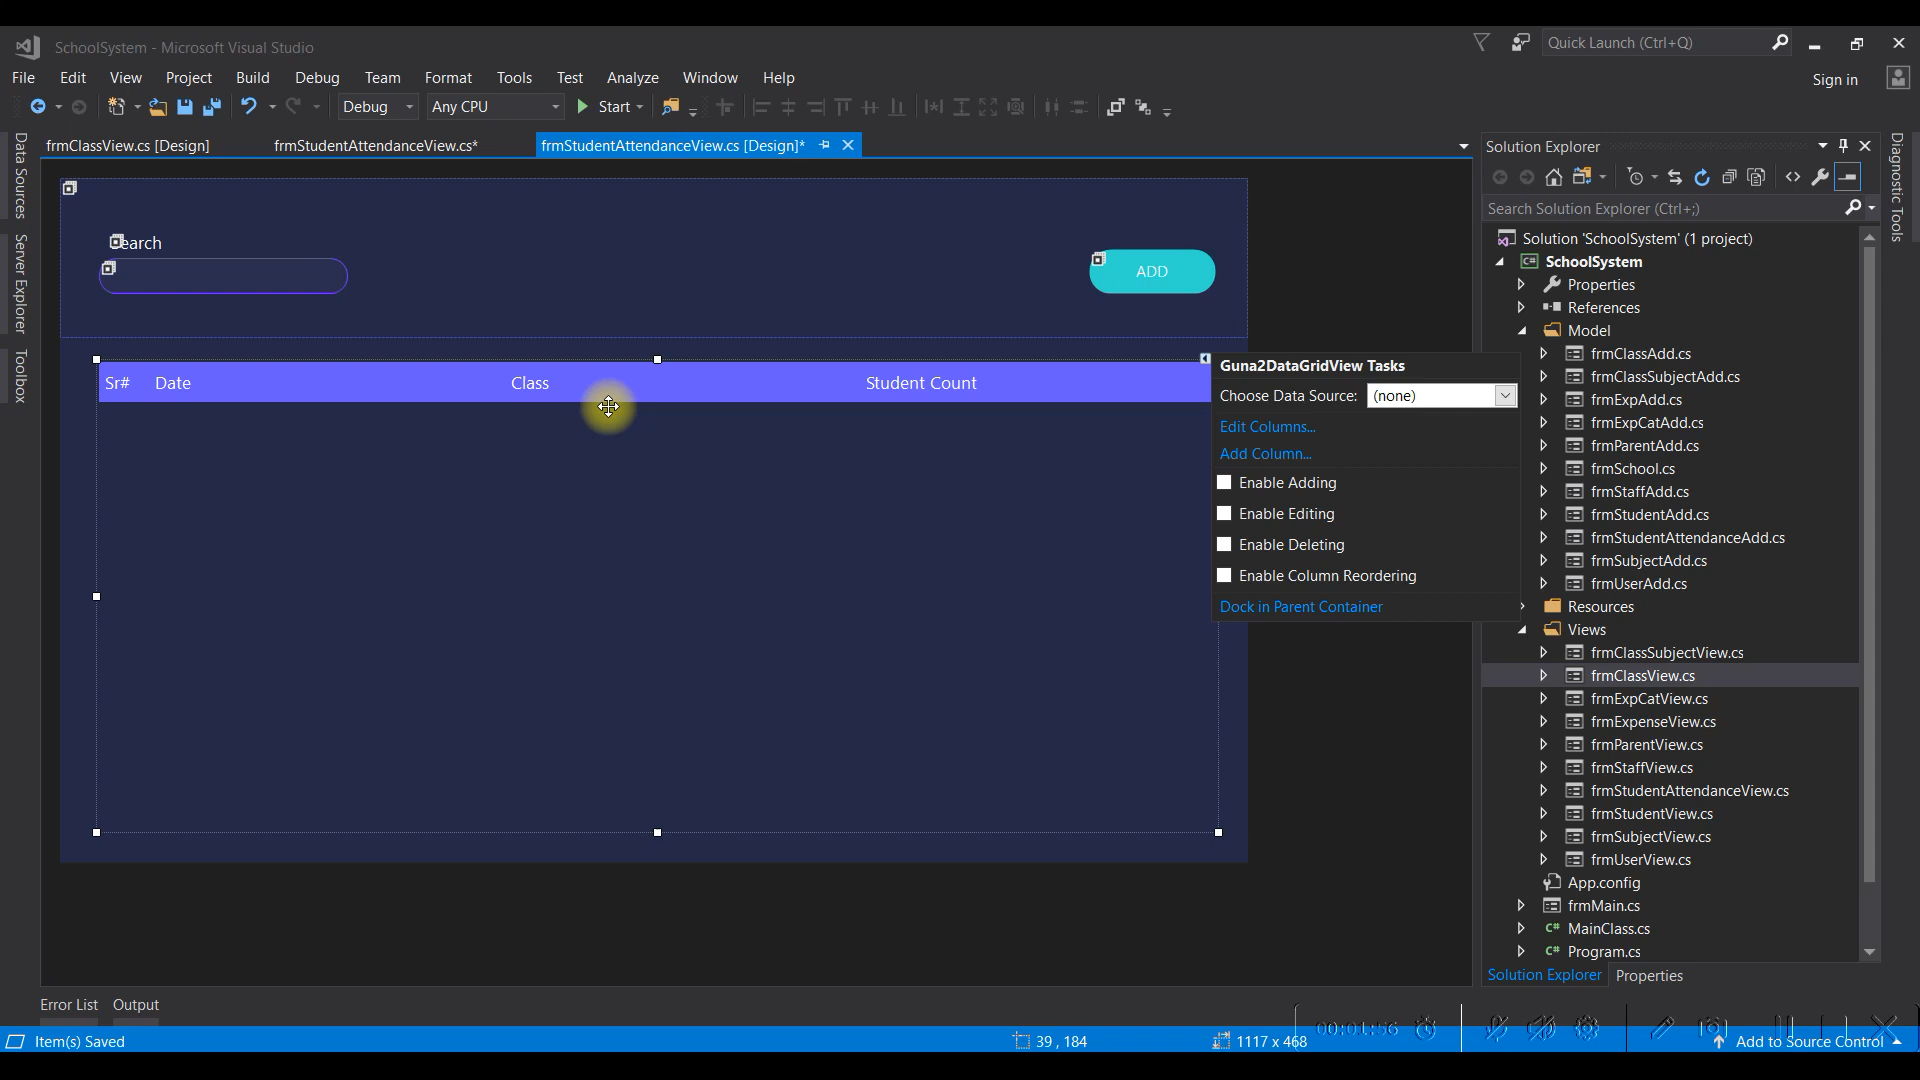 SchoolSystem - Microsoft Visual Studio
Quick Launch (Ctrl+Q)
File Edit View Project Build Debug Team Format Tools Test Analyze Window Help
Sign in
Debug Any CPU Start
Data Sources
Server Explorer
Toolbox
frmClassView.cs [Design] frmStudentAttendanceView.cs* frmStudentAttendanceView.cs [Design]*
Search
ADD
Sr# Date Class Student Count
Guna2DataGridView Tasks
Choose Data Source: (none)
Edit Columns...
Add Column...
Enable Adding
Enable Editing
Enable Deleting
Enable Column Reordering
Dock in Parent Container
Solution Explorer
Search Solution Explorer (Ctrl+;)
Solution 'SchoolSystem' (1 project)
SchoolSystem
Properties
References
Model
frmClassAdd.cs
frmClassSubjectAdd.cs
frmExpAdd.cs
frmExpCatAdd.cs
frmParentAdd.cs
frmSchool.cs
frmStaffAdd.cs
frmStudentAdd.cs
frmStudentAttendanceAdd.cs
frmSubjectAdd.cs
frmUserAdd.cs
Resources
Views
frmClassSubjectView.cs
frmClassView.cs
frmExpCatView.cs
frmExpenseView.cs
frmParentView.cs
frmStaffView.cs
frmStudentAttendanceView.cs
frmStudentView.cs
frmSubjectView.cs
frmUserView.cs
App.config
frmMain.cs
MainClass.cs
Program.cs
Solution Explorer Properties
Diagnostic Tools
Error List Output
Item(s) Saved
39 , 184
1117 x 468
00:01:56
Add to Source Control